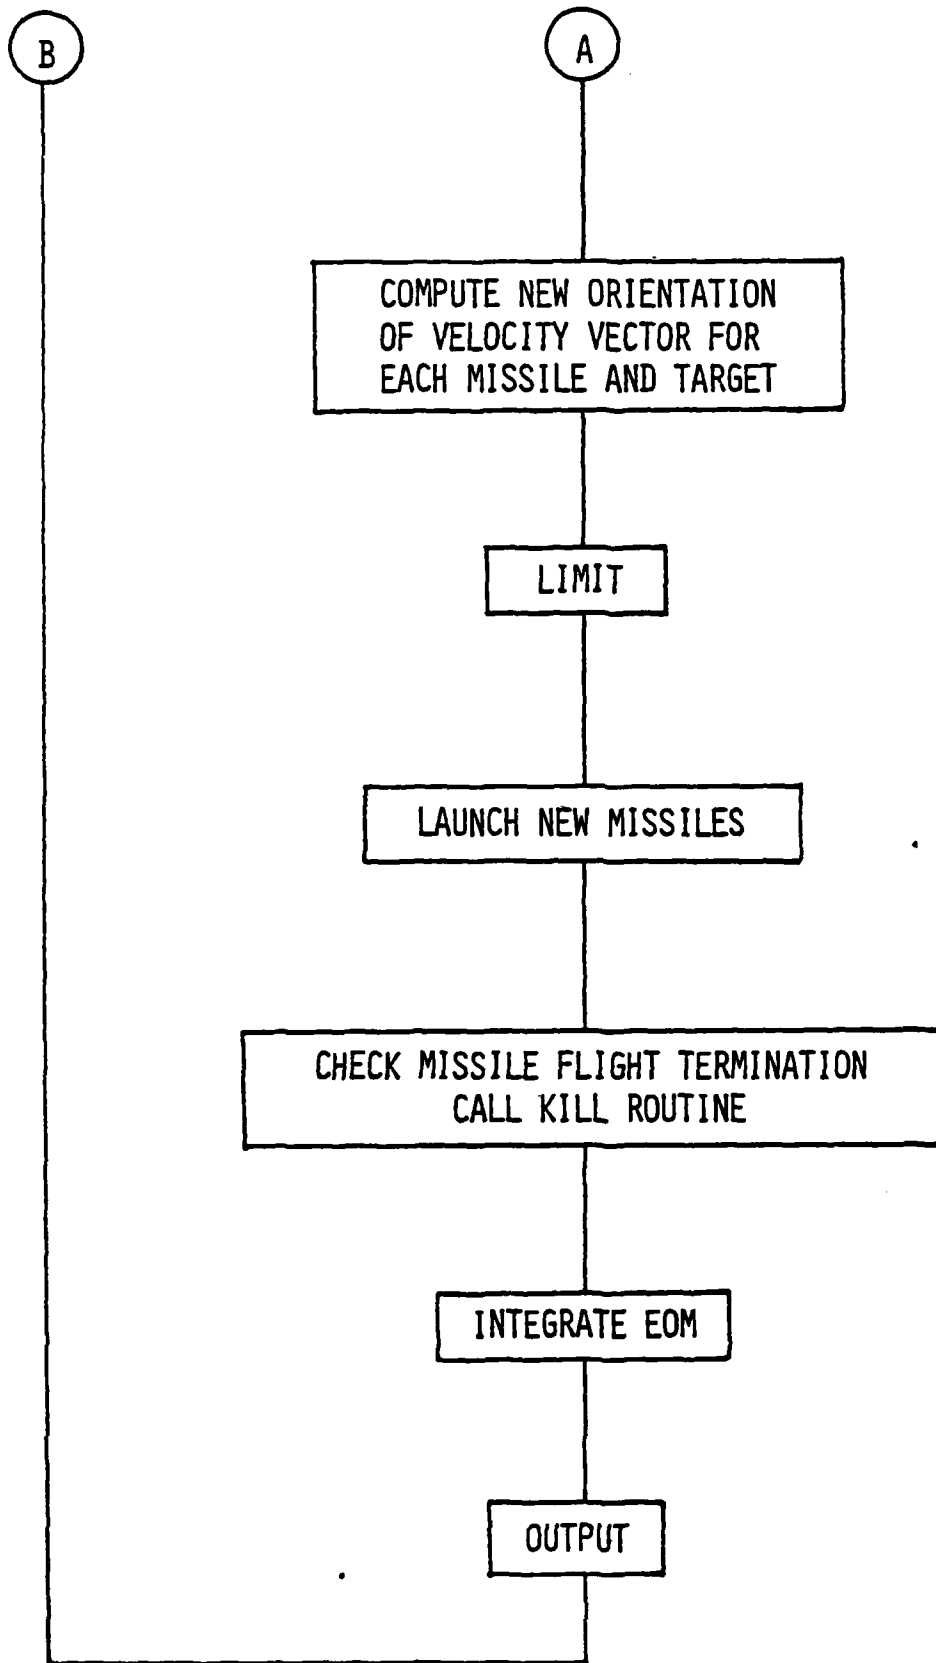 B
A
COMPUTE NEW ORIENTATION
OF VELOCITY VECTOR FOR
EACH MISSILE AND TARGET
LIMIT
LAUNCH NEW MISSILES
CHECK MISSILE FLIGHT TERMINATION
CALL KILL ROUTINE
INTEGRATE EOM
OUTPUT